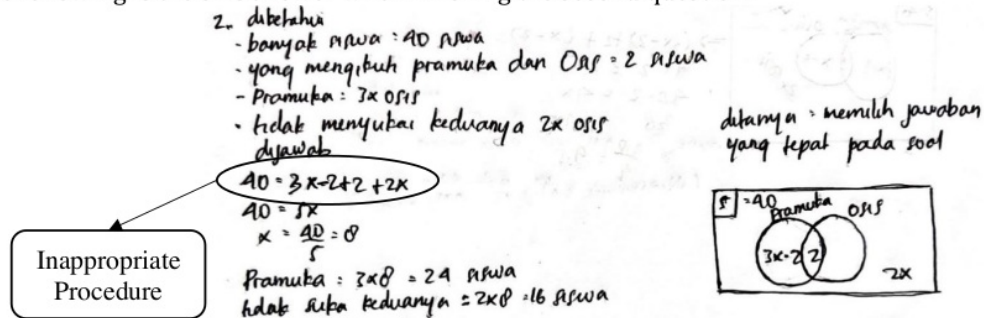 2. diketahui
- banyak siswa : 40 siswa
- yang mengikuti pramuka dan Osis = 2 siswa
- Pramuka : 3x OSIS
- tidak menyukai keduanya 2x osis
dijawab
40 = 3x-2+2+2x
40 = 5x
x = 40/5 = 8
Pramuka : 3x8 = 24 siswa
tidak suka keduanya = 2x8 = 16 siswa
Inappropriate
Procedure
ditanya : memilih jawaban
yang tepat pada soal
S = 40
Pramuka OSIS
3x-2 2
2x